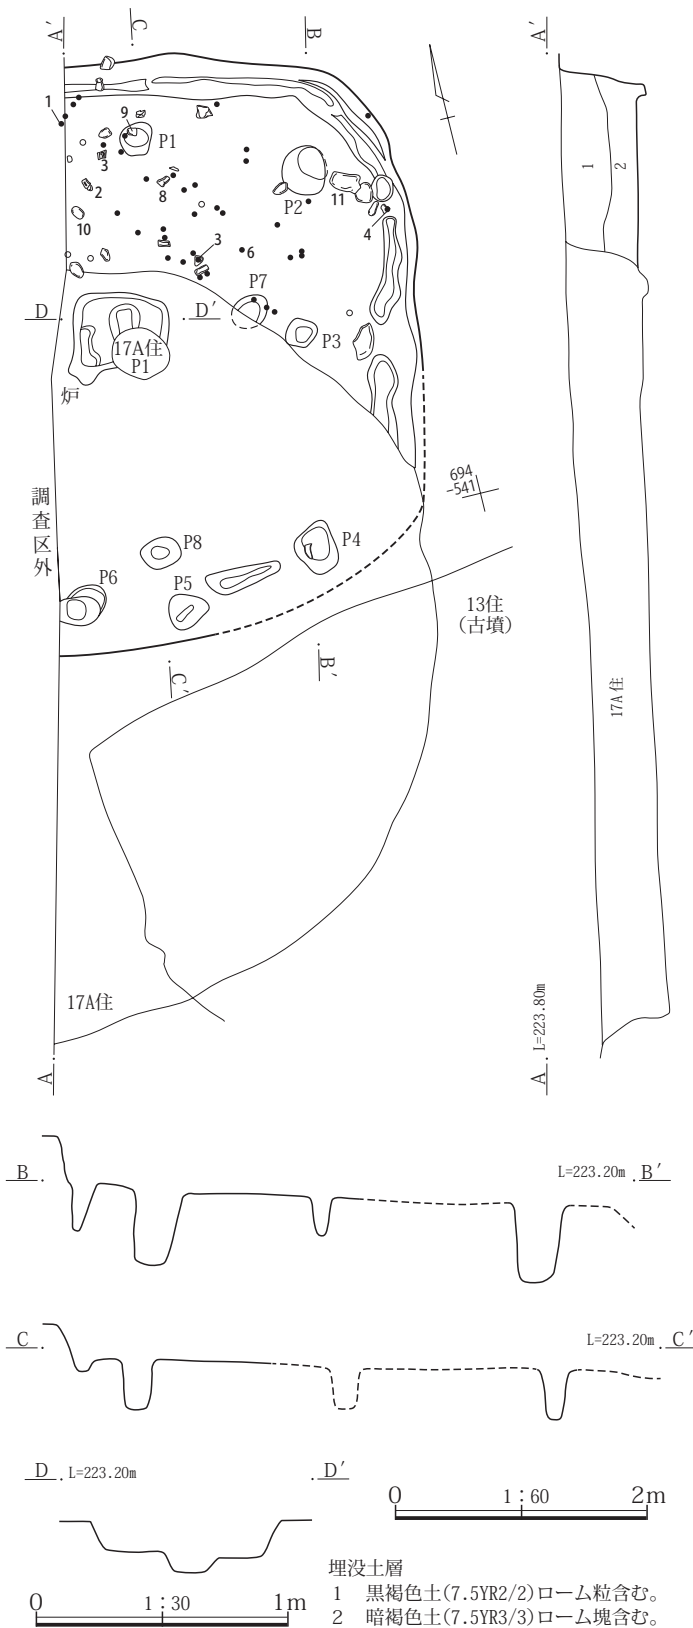 A′
C
B
A′
1
9
P1
3
2
8
10
P2
11
4
3
6
P7
D
D′
P3
17A住
P1
炉
1
2
調査区外
694
-541
P8
P4
P6
P5
13住
(古墳)
C′
B′
17A住
17A住
A
A L=223.80m
B
L=223.20m B′
C
L=223.20m C′
D L=223.20m
D′
0 1:60 2m
0 1:30 1m
埋没土層
1 黒褐色土(7.5YR2/2)ローム粒含む。
2 暗褐色土(7.5YR3/3)ローム塊含む。